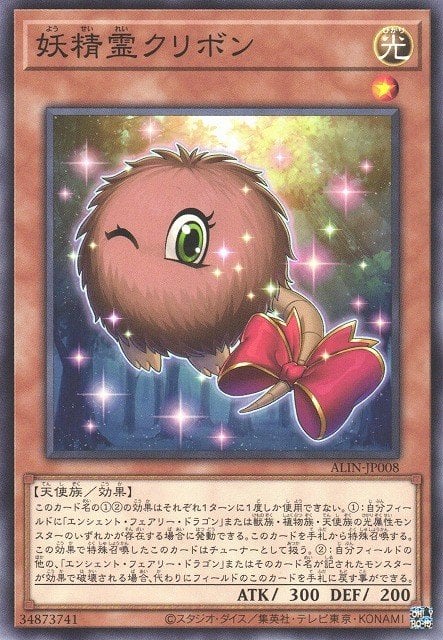 妖精霊クリボン
光
ALIN-JP008
【天使族／効果】
このカード名の①②の効果はそれぞれ1ターンに1度しか使用できない。①：自分フィー
ルドに「エンシェント・フェアリー・ドラゴン」または獣族・植物族・天使族の光属性モン
スターのいずれかが存在する場合に発動できる。このカードを手札から特殊召喚する。
この効果で特殊召喚したこのカードはチューナーとして扱う。②：自分フィールドの
他の、「エンシェント・フェアリー・ドラゴン」またはそのカード名が記されたモンスター
が効果で破壊される場合、代わりにフィールドのこのカードを手札に戻す事ができる。
ATK/ 300 DEF/ 200
34873741
©スタジオ・ダイス／集英社・テレビ東京・KONAMI